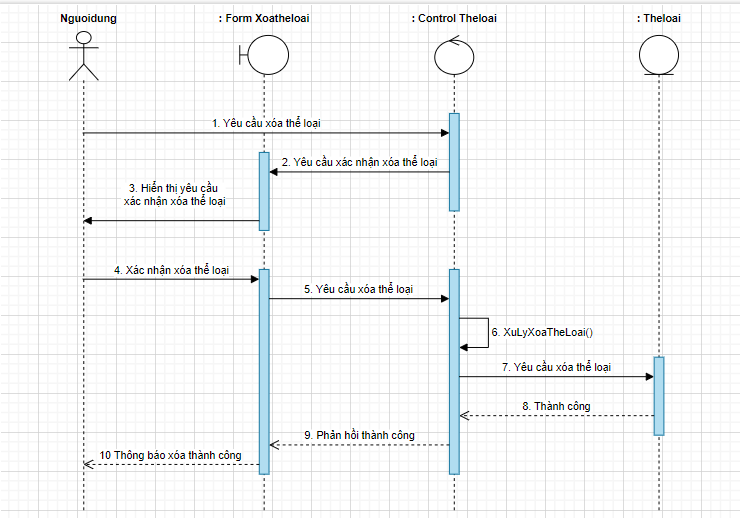 Nguoidung
: Form Xoatheloai
: Control Theloai
: Theloai
1. Yêu cầu xóa thể loại
2. Yêu cầu xác nhận xóa thể loại
3. Hiển thị yêu cầu
xác nhận xóa thể loại
4. Xác nhận xóa thể loại
5. Yêu cầu xóa thể loại
6. XuLyXoaTheLoai()
7. Yêu cầu xóa thể loại
8. Thành công
9. Phản hồi thành công
10 Thông báo xóa thành công